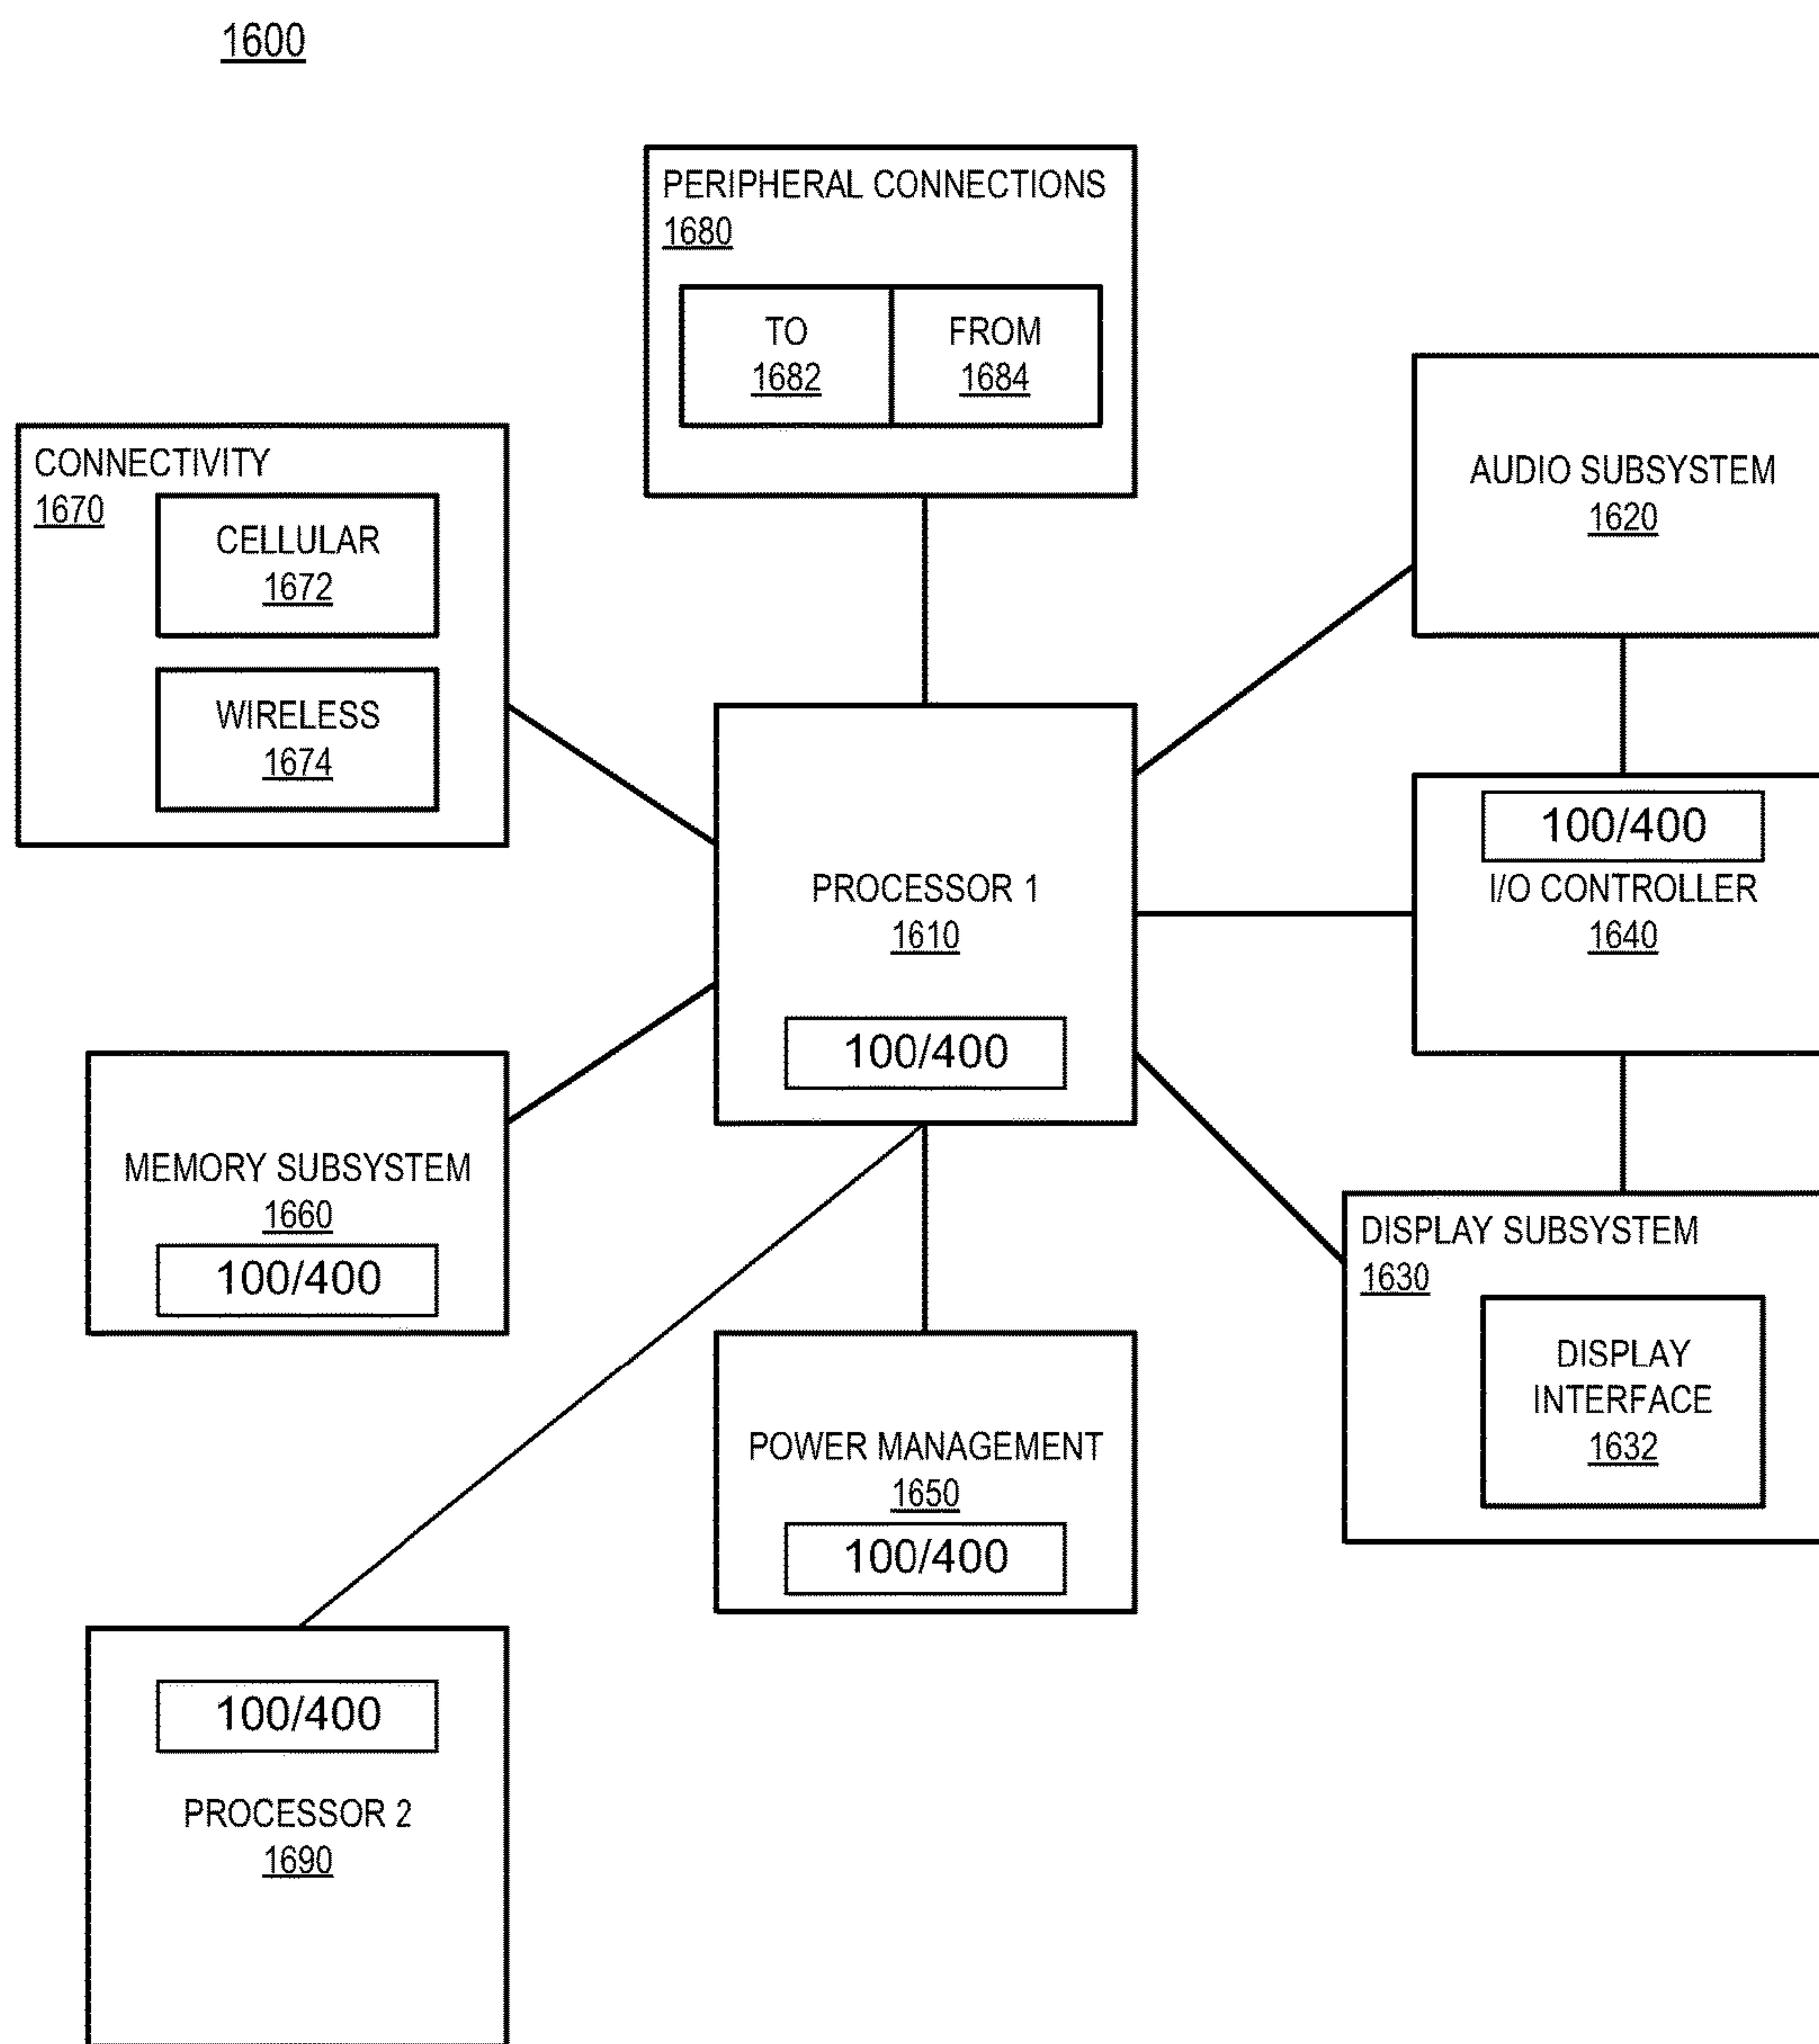 1600
PERIPHERAL CONNECTIONS
1680
TO
1682
FROM
1684
CONNECTIVITY
1670
CELLULAR
1672
WIRELESS
1674
AUDIO SUBSYSTEM
1620
PROCESSOR 1
1610
100/400
100/400
I/O CONTROLLER
1640
MEMORY SUBSYSTEM
1660
100/400
DISPLAY SUBSYSTEM
1630
DISPLAY
INTERFACE
1632
POWER MANAGEMENT
1650
100/400
100/400
PROCESSOR 2
1690